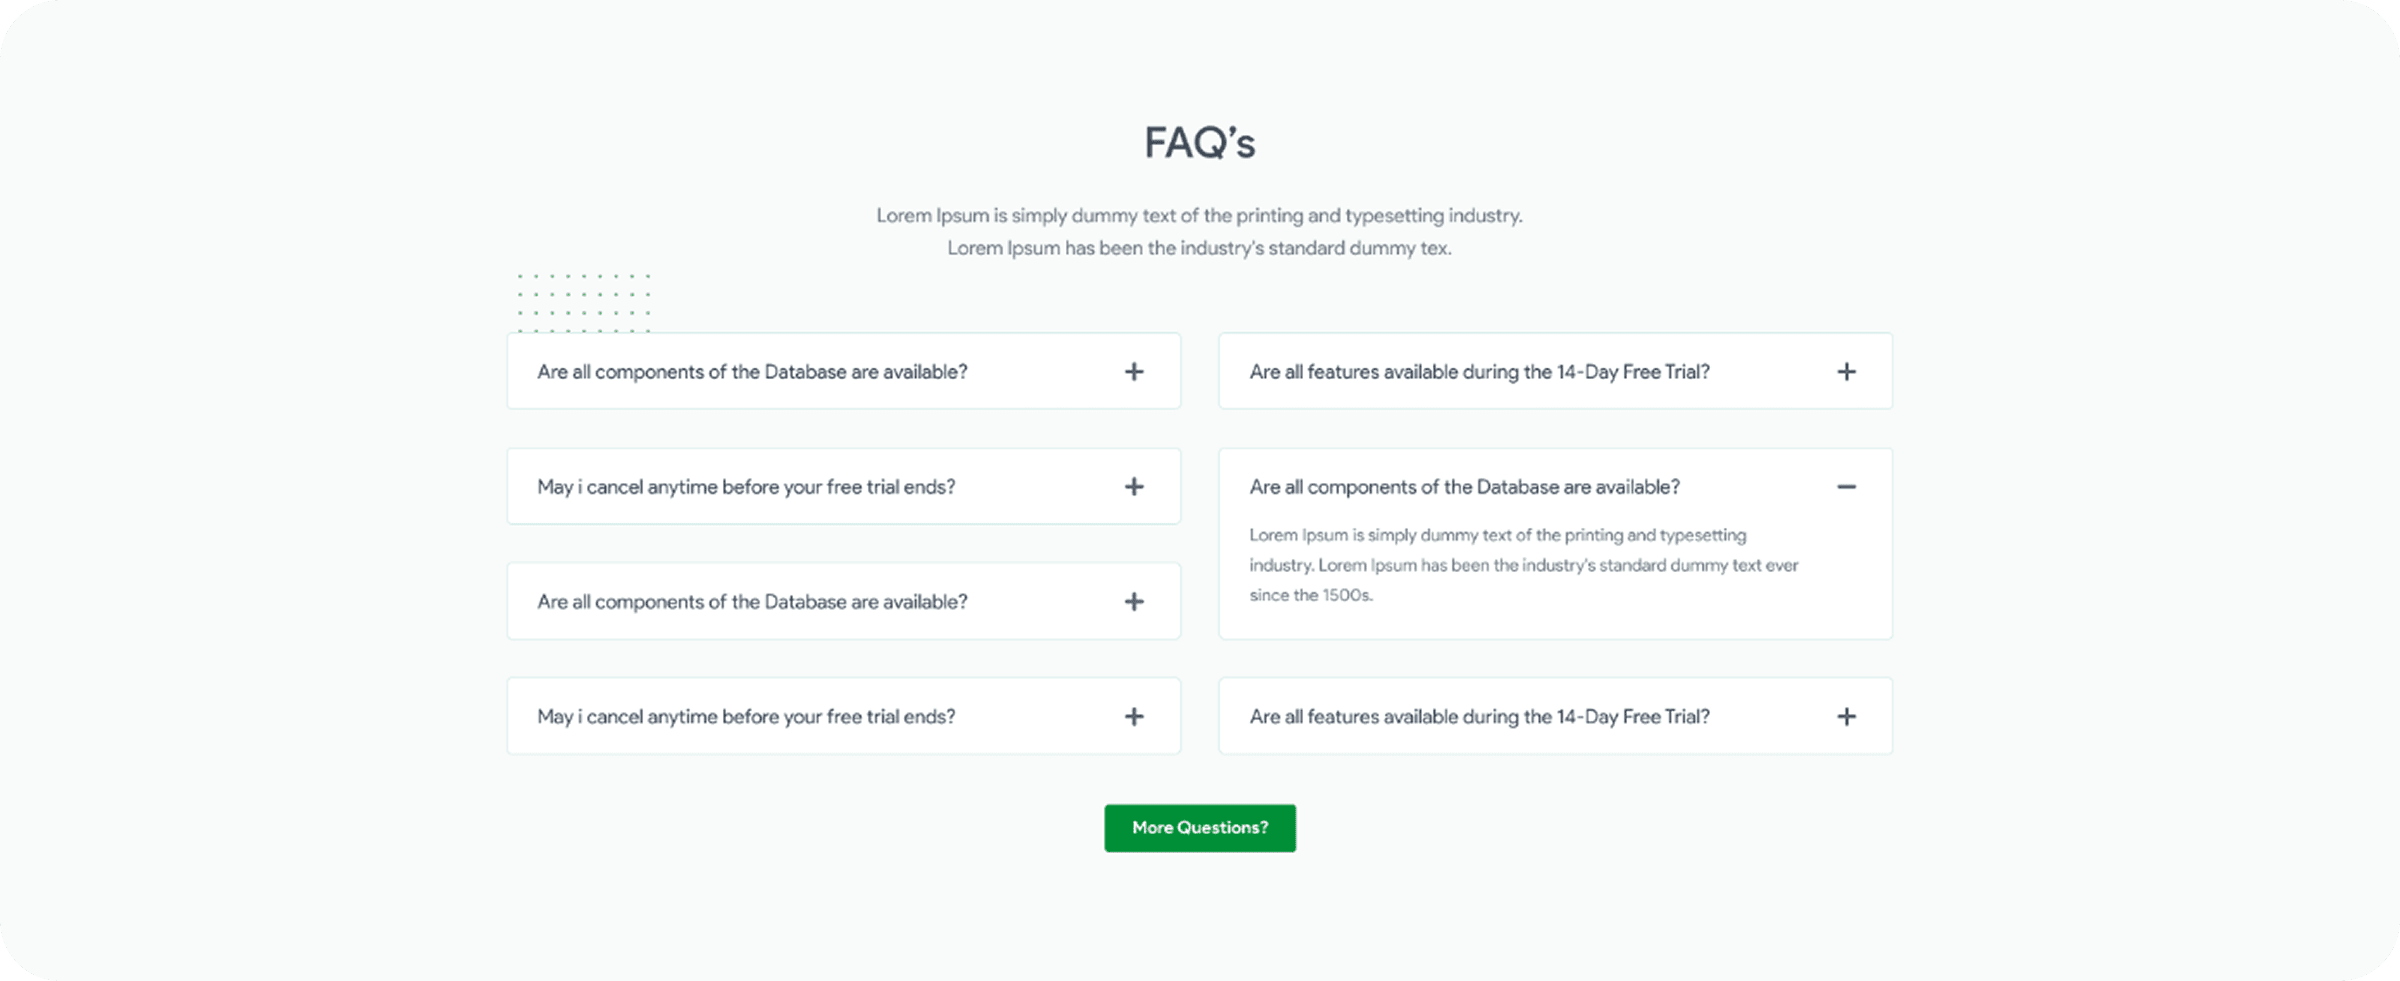 FAQ’s
Lorem Ipsum is simply dummy text of the printing and typesetting industry.
Lorem Ipsum has been the industry’s standard dummy tex.
Are all components of the Database are available?
May i cancel anytime before your free trial ends?
Are all components of the Database are available?
May i cancel anytime before your free trial ends?
Are all features available during the 14-Day Free Trial?
Are all components of the Database are available?
Lorem Ipsum is simply dummy text of the printing and typesetting
industry. Lorem Ipsum has been the industry’s standard dummy text ever
since the 1500s.
Are all features available during the 14-Day Free Trial?
More Questions?